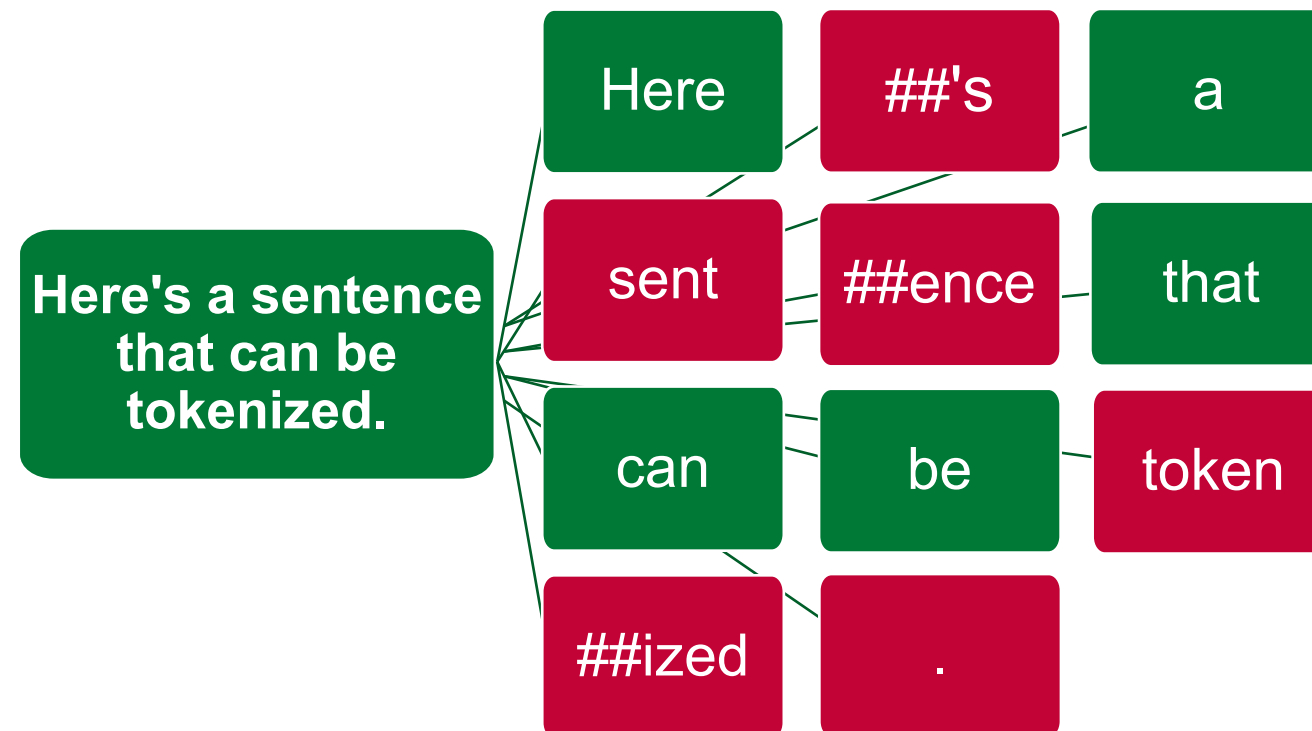 Here's a sentence
that can be
tokenized.
Here
##'s
a
sent
##ence
that
can
be
token
##ized
.